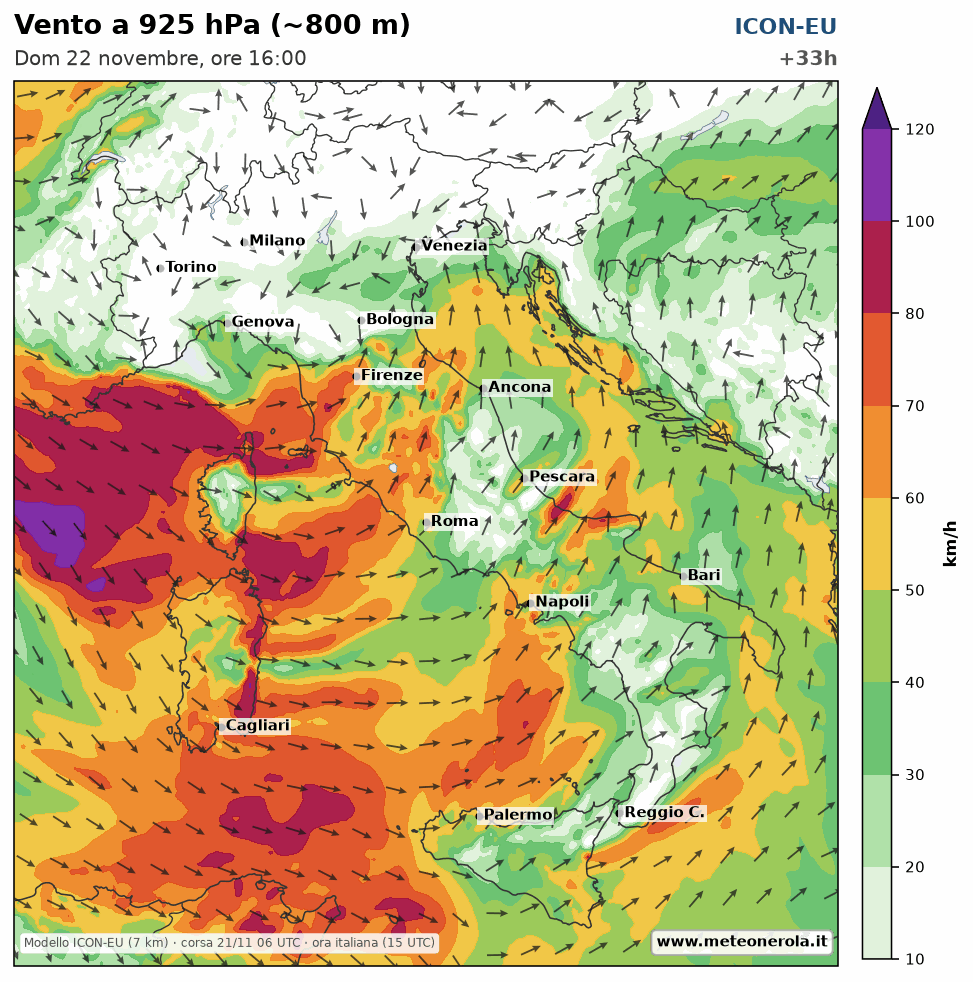 Vento a 925 hPa (~800 m)
ICON-EU
Dom 22 novembre, ore 16:00
+33h
120
100
80
70
60
50
40
30
20
10
km/h
Milano
Venezia
Torino
Genova
Bologna
Firenze
Ancona
Pescara
Roma
Bari
Napoli
Cagliari
Palermo
Reggio C.
Modello ICON-EU (7 km) · corsa 21/11 06 UTC · ora italiana (15 UTC)
www.meteonerola.it